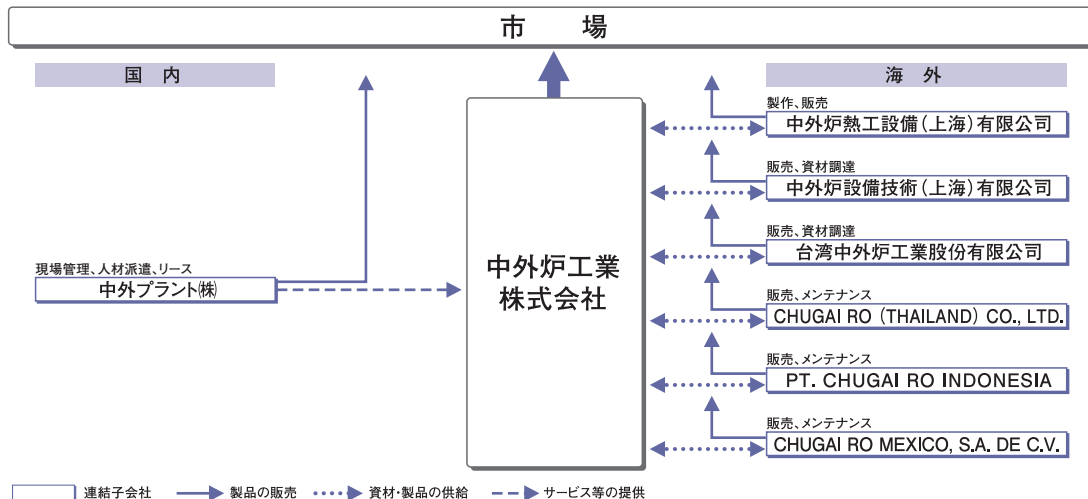 市 場
国 内
海 外
製作、販売
中外炉熱工設備(上海)有限公司
販売、資材調達
中外炉設備技術(上海)有限公司
販売、資材調達
台湾中外炉工業股份有限公司
現場管理、人材派遣、リース
中外プラント㈱
中外炉工業
株式会社
販売、メンテナンス
CHUGAI RO (THAILAND) CO., LTD.
販売、メンテナンス
PT. CHUGAI RO INDONESIA
販売、メンテナンス
CHUGAI RO MEXICO, S.A. DE C.V.
連結子会社 製品の販売 資材・製品の供給 サービス等の提供